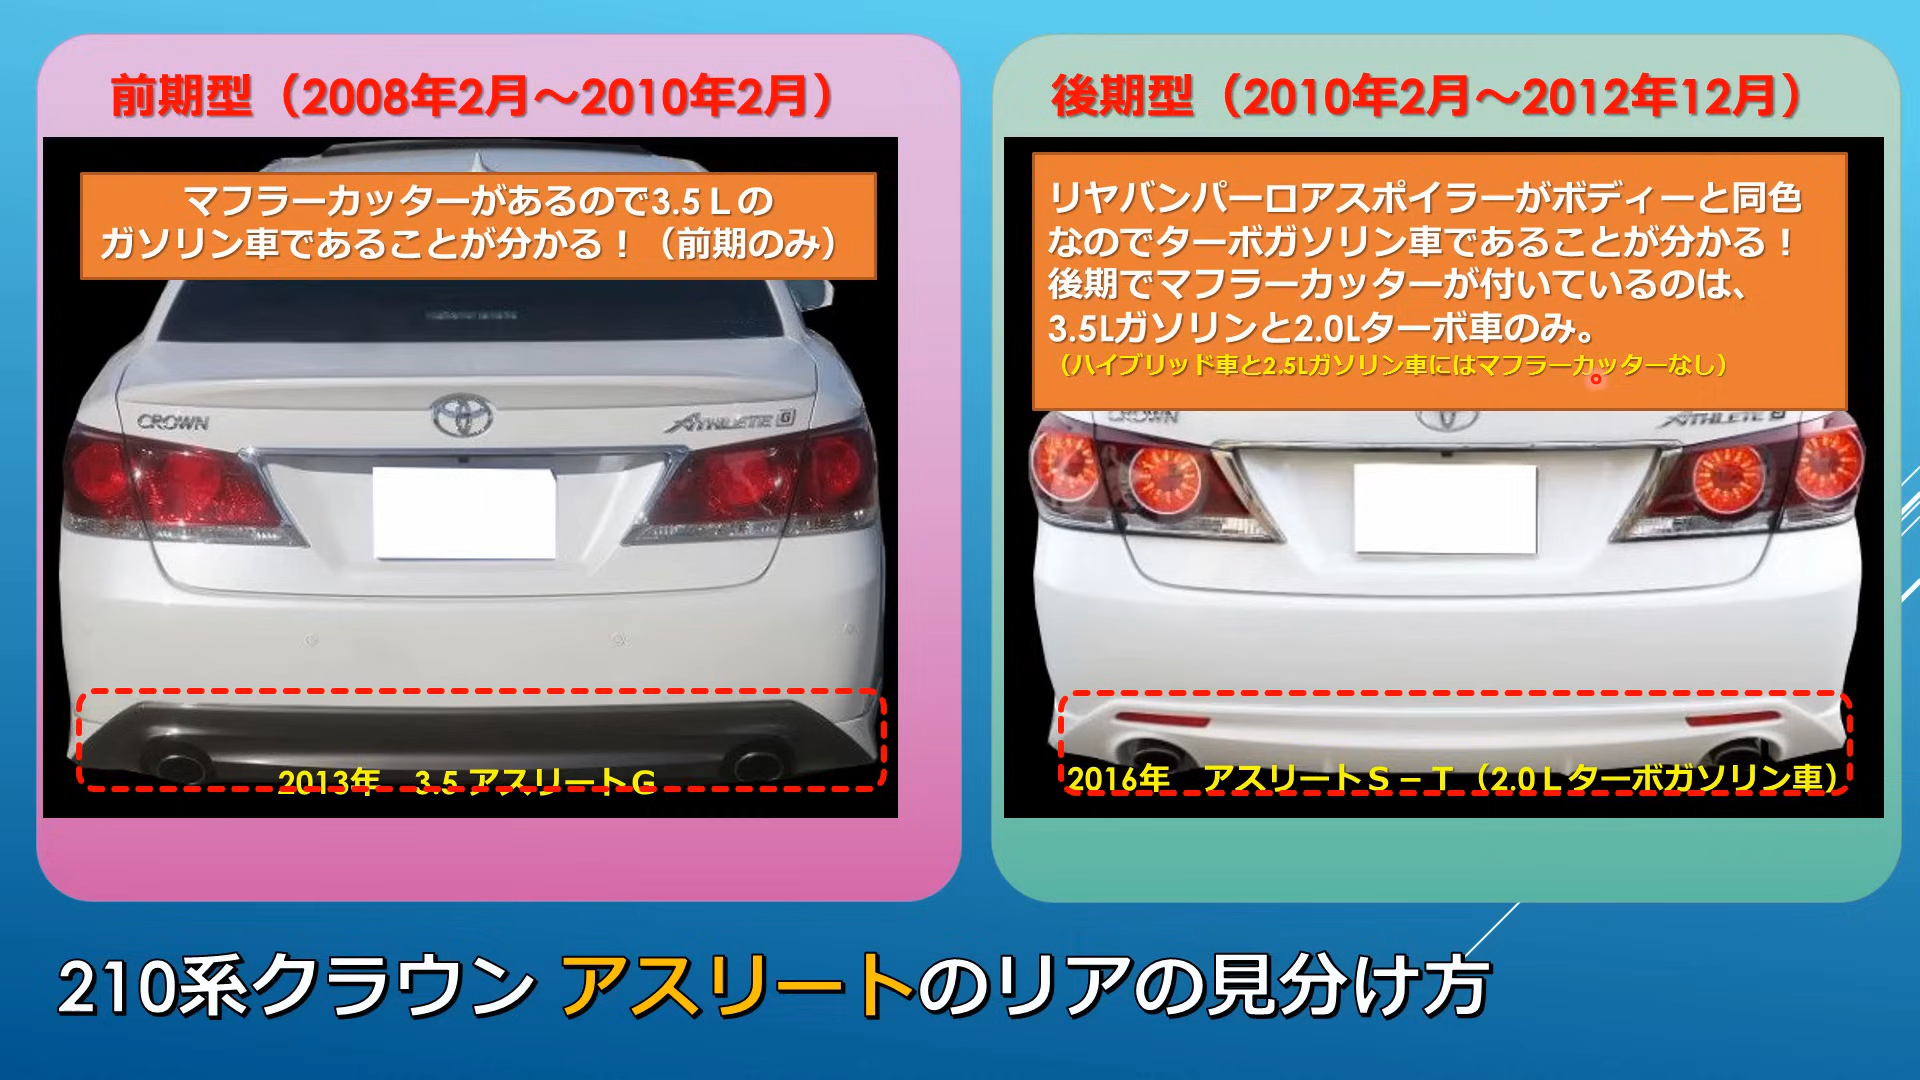 前期型（2008年2月～2010年2月）
マフラーカッターがあるので3.5Ｌの
ガソリン車であることが分かる！（前期のみ）
CROWN
ATHLETE G
2013年　3.5 アスリートＧ
後期型（2010年2月～2012年12月）
リヤバンパーロアスポイラーがボディーと同色
なのでターボガソリン車であることが分かる！
後期でマフラーカッターが付いているのは、
3.5Lガソリンと2.0Lターボ車のみ。
（ハイブリッド車と2.5Lガソリン車にはマフラーカッターなし）
CROWN
ATHLETE
2016年　アスリートＳ－Ｔ（2.0Ｌターボガソリン車）
210系クラウン アスリートのリアの見分け方